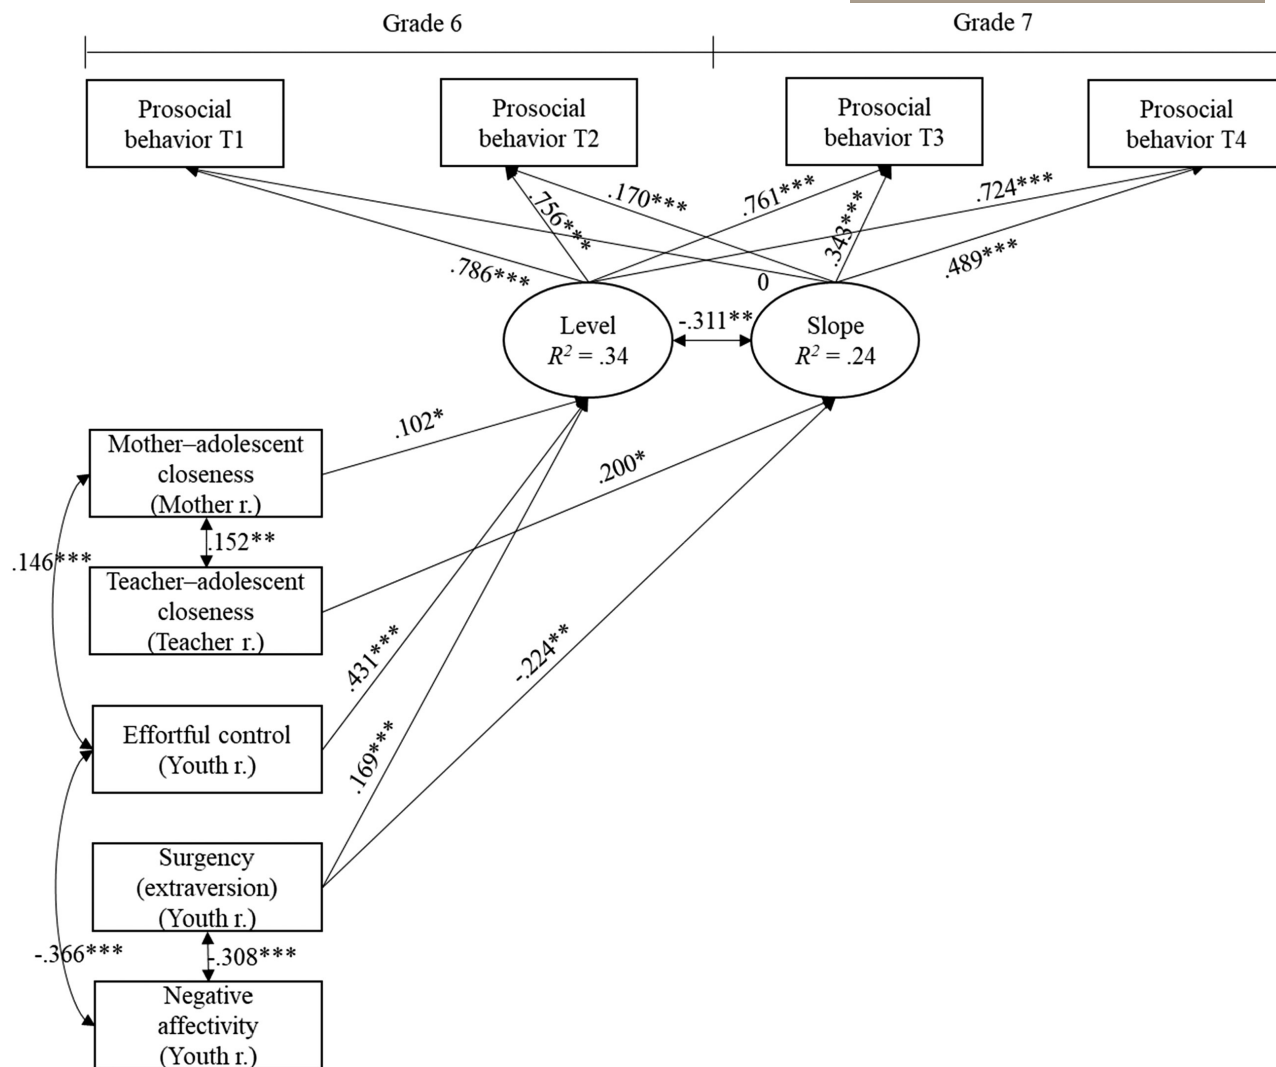 Grade 6
Grade 7
Prosocial
behavior T1
Prosocial
behavior T2
Prosocial
behavior T3
Prosocial
behavior T4
.786***
.756***
.170***
.761***
.343***
.724***
.489***
0
Level
R² = .34
-.311**
Slope
R² = .24
Mother–adolescent
closeness
(Mother r.)
.102*
.200*
.146***
.152**
Teacher–adolescent
closeness
(Teacher r.)
.431***
-.224**
Effortful control
(Youth r.)
.169***
Surgency
(extraversion)
(Youth r.)
-.366***
-.308***
Negative
affectivity
(Youth r.)